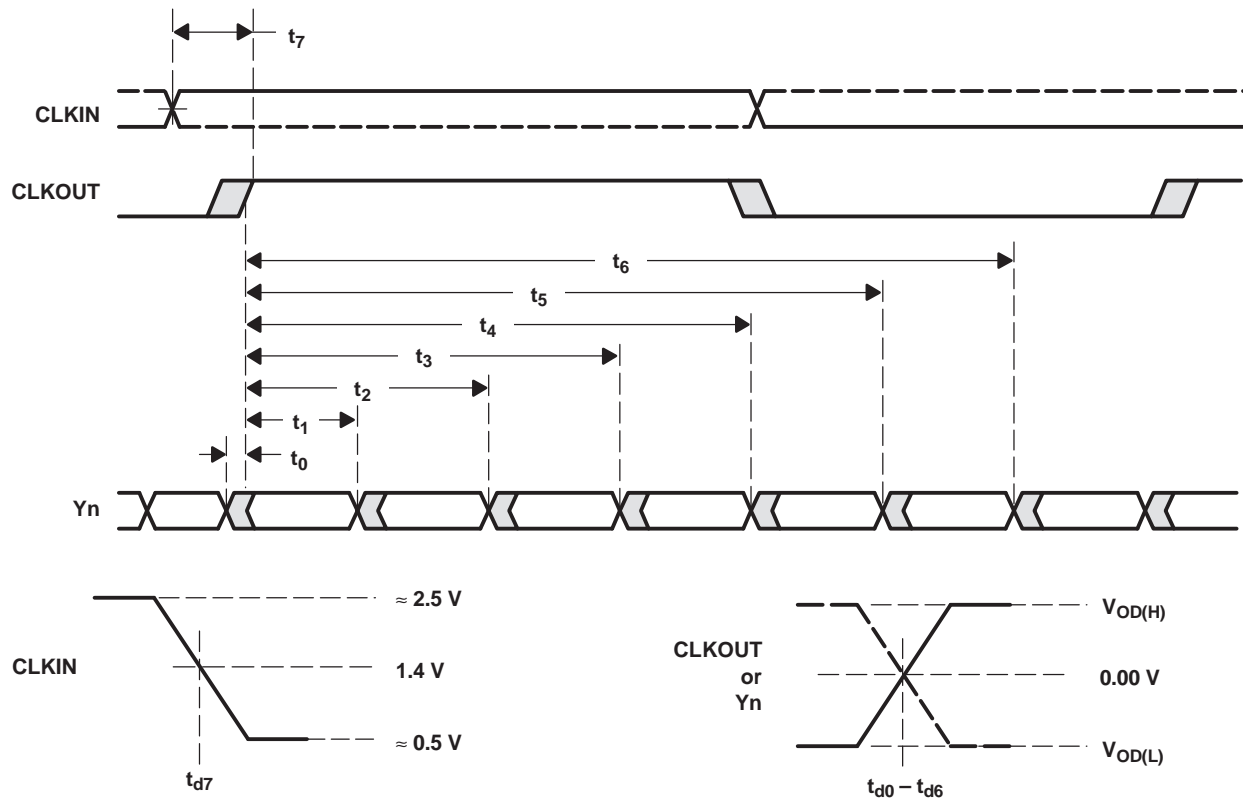 t7
CLKIN
CLKOUT
t6
t5
t4
t3
t2
t1
t0
Yn
CLKIN
≈ 2.5 V
1.4 V
≈ 0.5 V
td7
CLKOUT
or
Yn
VOD(H)
0.00 V
VOD(L)
td0 – td6